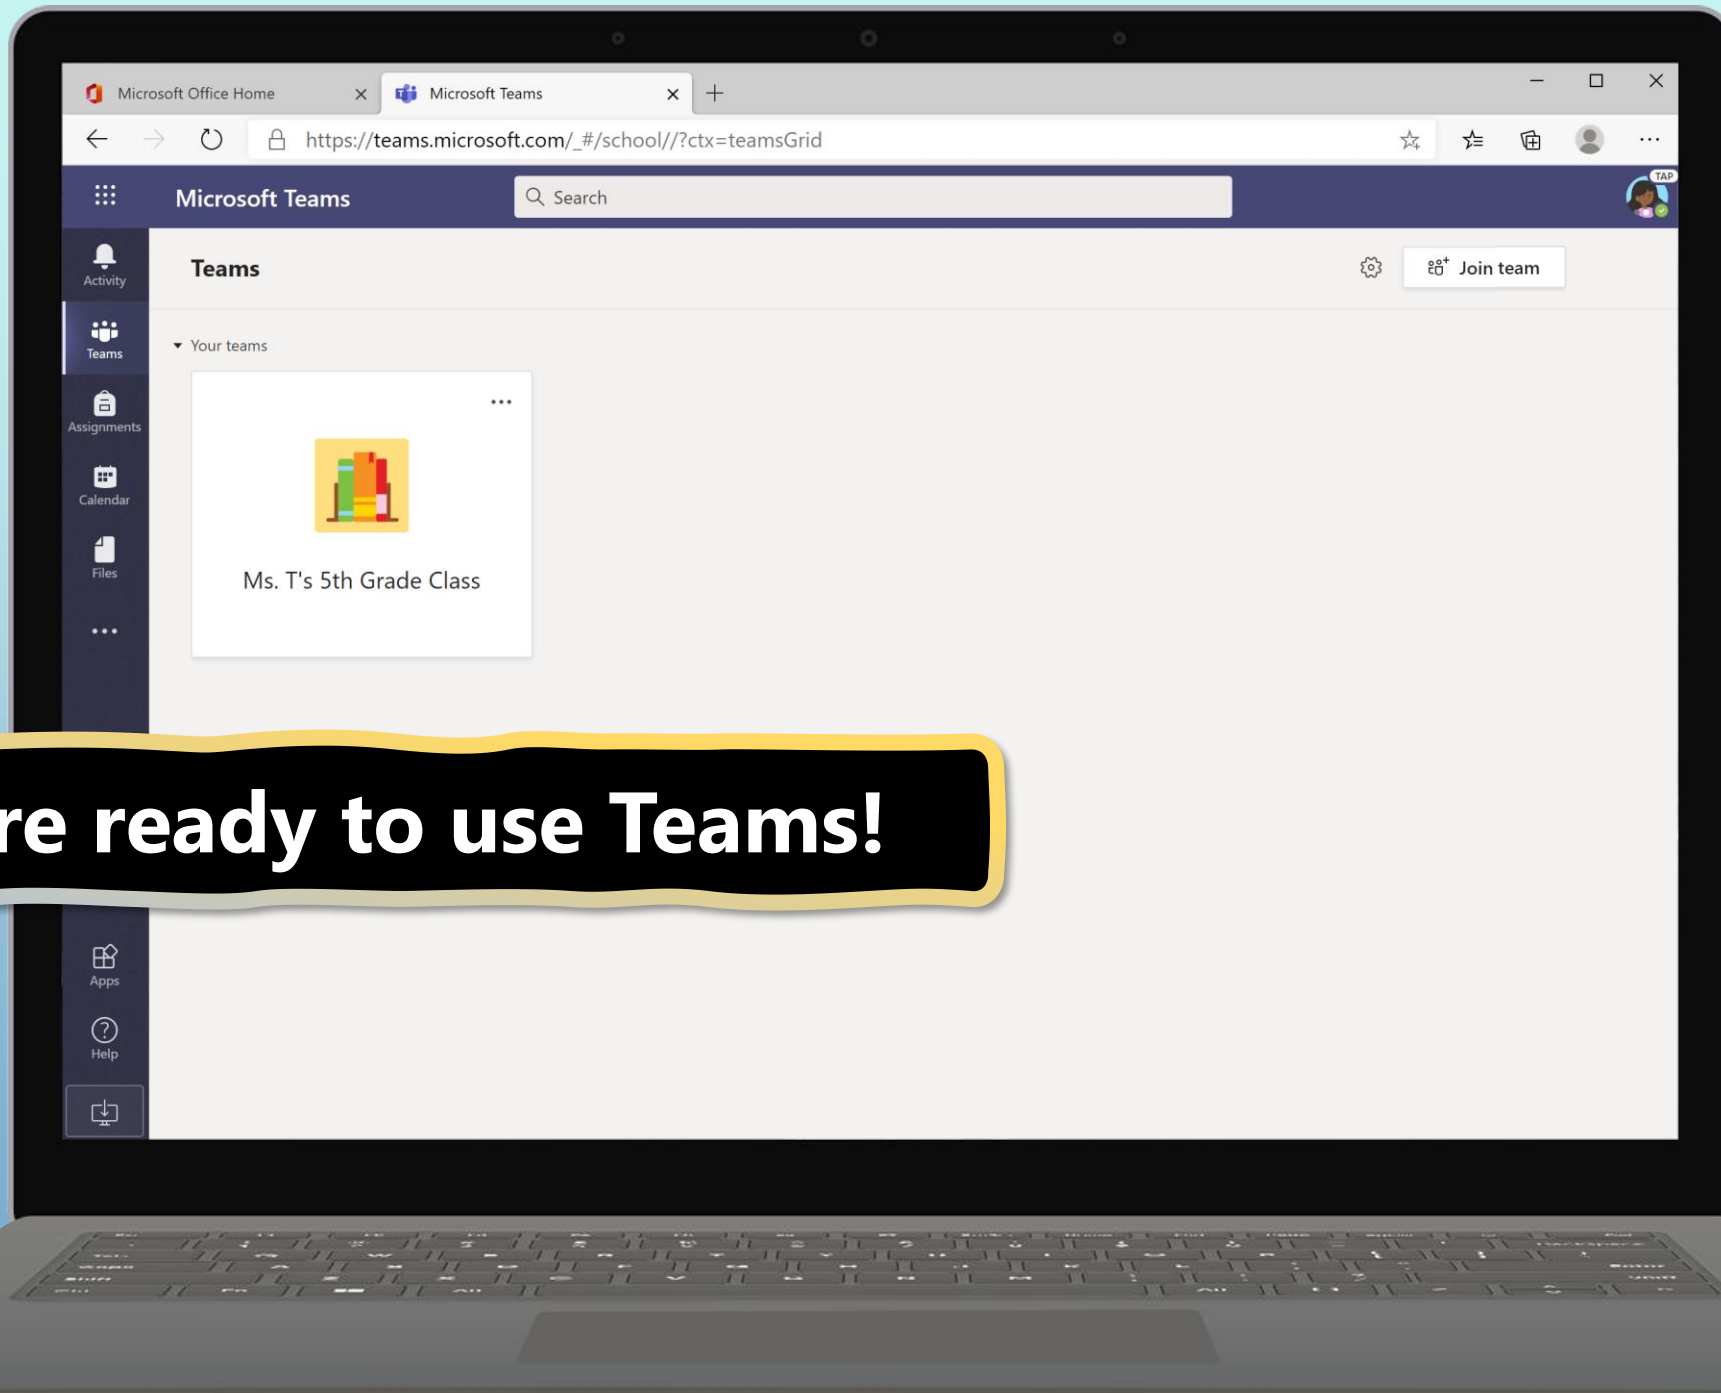 Microsoft Office Home
Microsoft Teams
https://teams.microsoft.com/_#/school//?ctx=teamsGrid
Microsoft Teams
Search
TAP
Activity
Teams
Join team
Teams
Your teams
Assignments
Calendar
Files
Ms. T's 5th Grade Class
re ready to use Teams!
Apps
Help